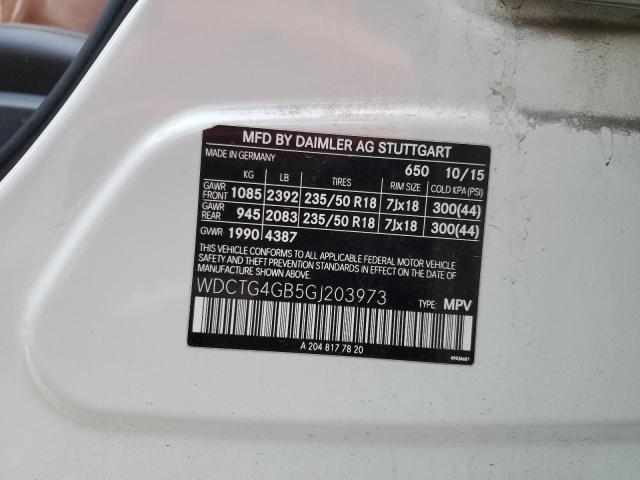 MFD BY DAIMLER AG STUTTGART
MADE IN GERMANY 650 10/15
KG LB TIRES RIM SIZE COLD KPA (PSI)
GAWR FRONT 1085 2392 235/50 R18 7Jx18 300(44)
GAWR REAR 945 2083 235/50 R18 7Jx18 300(44)
GVWR 1990 4387
THIS VEHICLE CONFORMS TO ALL APPLICABLE FEDERAL MOTOR VEHICLE
SAFETY AND THEFT PREVENTION STANDARDS IN EFFECT ON THE DATE OF
MANUFACTURE SHOWN ABOVE.
WDCTG4GB5GJ203973 TYPE: MPV
A 204 817 78 20